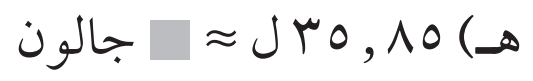 هـ) ٣٥,٨٥ ل ≈ ■ جالون